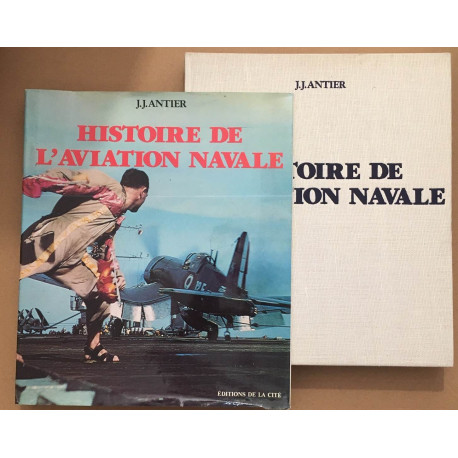 J.J.ANTIER
HISTOIRE DE
L'AVIATION NAVALE
ÉDITIONS DE LA CITÉ
J.J.ANTIER
TOIRE DE
ION NAVALE